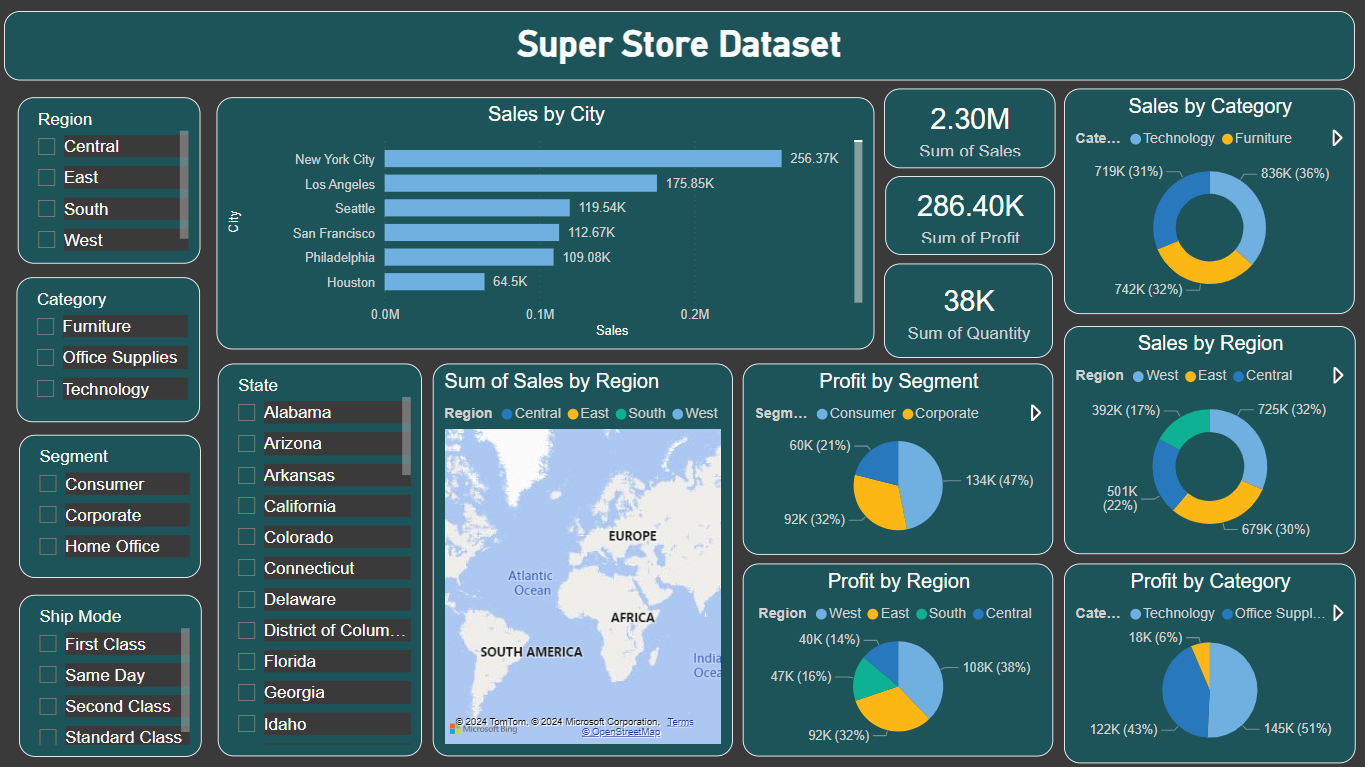 Super Store Dataset
Region
Central
East
South
West
Category
Furniture
Office Supplies
Technology
Segment
Consumer
Corporate
Home Office
Ship Mode
First Class
Same Day
Second Class
Standard Class
Sales by City
City
New York City 256.37K
Los Angeles 175.85K
Seattle 119.54K
San Francisco 112.67K
Philadelphia 109.08K
Houston 64.5K
0.0M 0.1M 0.2M
Sales
2.30M
Sum of Sales
286.40K
Sum of Profit
38K
Sum of Quantity
Sales by Category
Cate... Technology Furniture
719K (31%) 836K (36%)
742K (32%)
State
Alabama
Arizona
Arkansas
California
Colorado
Connecticut
Delaware
District of Colum...
Florida
Georgia
Idaho
Sum of Sales by Region
Region Central East South West
EUROPE
Atlantic
Ocean
AFRICA
SOUTH AMERICA
India
Ocea
© 2024 TomTom, © 2024 Microsoft Corporation, Terms
Microsoft Bing © OpenStreetMap
Profit by Segment
Segm... Consumer Corporate
60K (21%)
134K (47%)
92K (32%)
Profit by Region
Region West East South Central
40K (14%)
108K (38%)
47K (16%)
92K (32%)
Sales by Region
Region West East Central
392K (17%) 725K (32%)
501K
(22%)
679K (30%)
Profit by Category
Cate... Technology Office Suppl...
18K (6%)
122K (43%) 145K (51%)